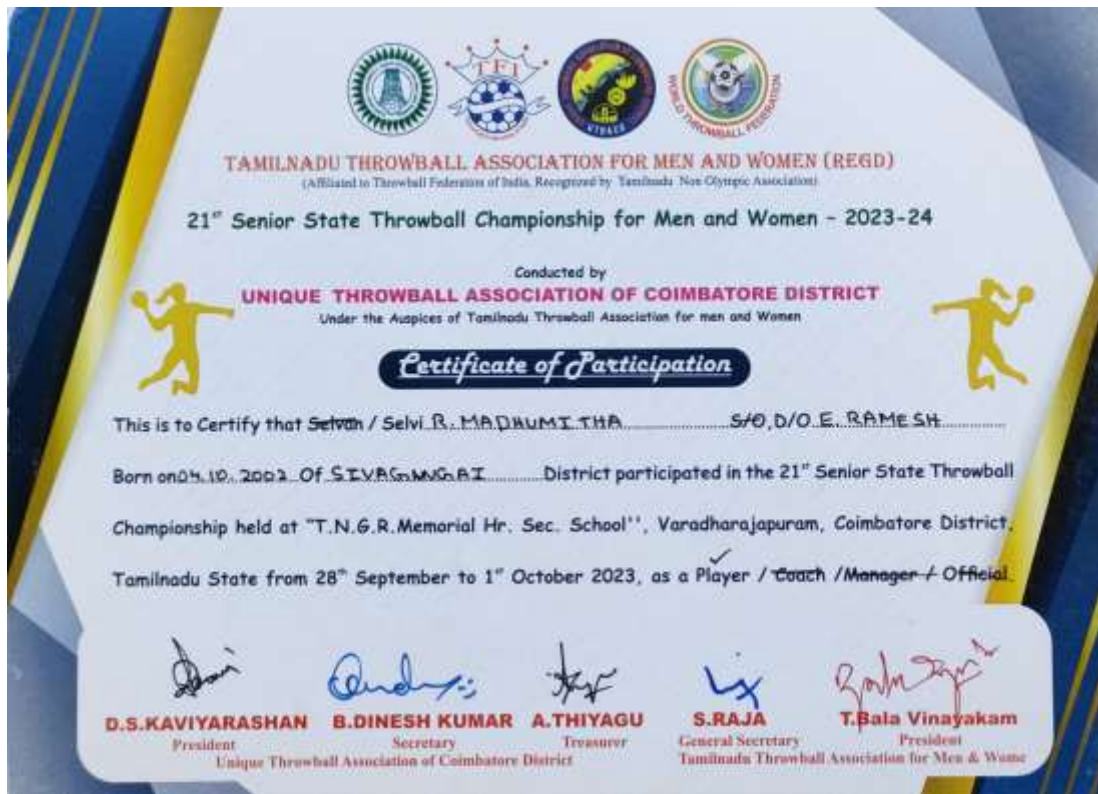 TFI
UTBACD
WORLD THROWBALL FEDERATION
TAMILNADU THROWBALL ASSOCIATION FOR MEN AND WOMEN (REGD)
(Affiliated to Throwball Federation of India, Recognized by Tamilnadu Non Olympic Association)
21st Senior State Throwball Championship for Men and Women - 2023-24
Conducted by
UNIQUE THROWBALL ASSOCIATION OF COIMBATORE DISTRICT
Under the Auspices of Tamilnadu Throwball Association for men and Women
Certificate of Participation
This is to Certify that Selvan / Selvi R. MADHUMITHA S/O, D/O E. RAMESH
Born on 04.10.2002 Of SIVAGANGAI District participated in the 21st Senior State Throwball
Championship held at "T.N.G.R.Memorial Hr. Sec. School'', Varadharajapuram, Coimbatore District,
Tamilnadu State from 28th September to 1st October 2023, as a Player / Coach /Manager / Official.
D.S.KAVIYARASHAN B.DINESH KUMAR A.THIYAGU S.RAJA T.Bala Vinayakam
President Secretary Treasurer General Secretary President
Unique Throwball Association of Coimbatore District Tamilnadu Throwball Association for Men & Wome